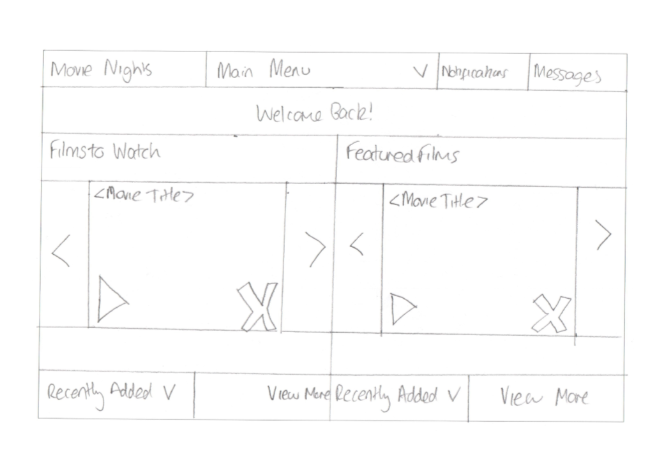 Movie Nights Main Menu V Notifications Messages
Welcome Back!
Films to Watch Featured Films
<Movie Title> <Movie Title>
< > < >
Recently Added V View More Recently Added V View More